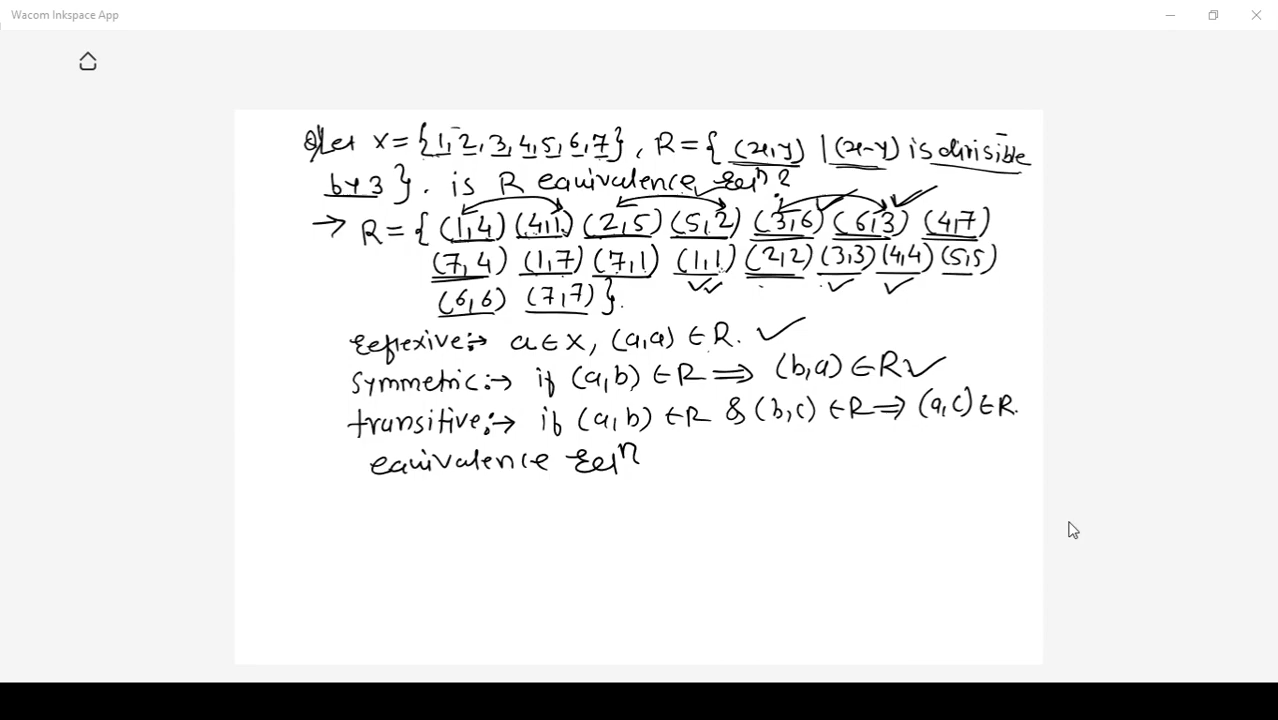 Wacom Inkspace App
Q) Let X = {1, 2, 3, 4, 5, 6, 7}, R = { (x, y) | (x-y) is divisible
by 3 }. is R equivalence relⁿ ?
→ R = { (1,4) (4,1) (2,5) (5,2) (3,6) (6,3) (4,7)
(7,4) (1,7) (7,1) (1,1) (2,2) (3,3) (4,4) (5,5)
(6,6) (7,7) }.
reflexive:→ a ∈ X, (a,a) ∈ R. ✓
Symmetric:→ if (a,b) ∈ R ⟹ (b,a) ∈ R ✓
transitive:→ if (a,b) ∈ R & (b,c) ∈ R ⟹ (a,c) ∈ R.
equivalence relⁿ